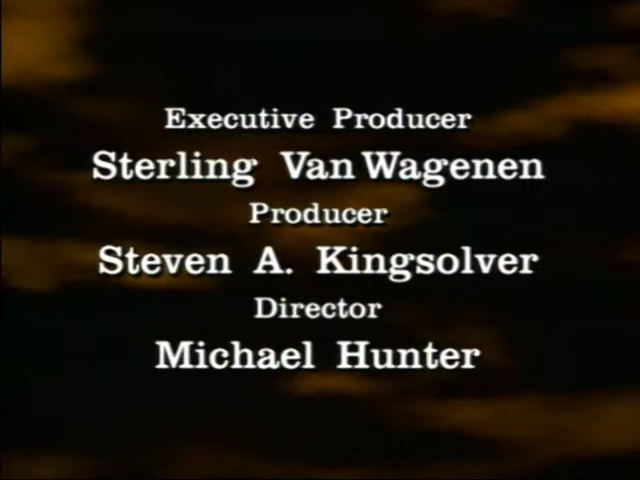 Executive Producer
Sterling Van Wagenen
Producer
Steven A. Kingsolver
Director
Michael Hunter